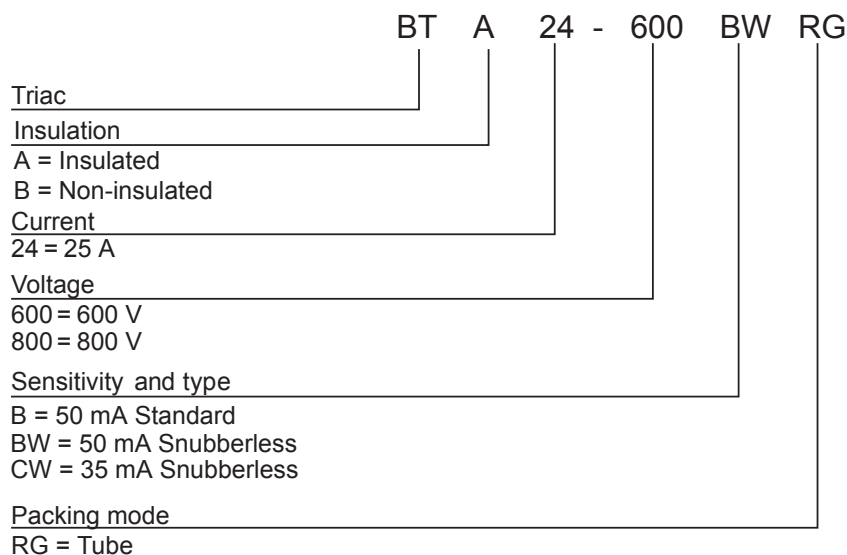 BT A 24 - 600 BW RG
Triac
Insulation
A = Insulated
B = Non-insulated
Current
24 = 25 A
Voltage
600 = 600 V
800 = 800 V
Sensitivity and type
B = 50 mA Standard
BW = 50 mA Snubberless
CW = 35 mA Snubberless
Packing mode
RG = Tube